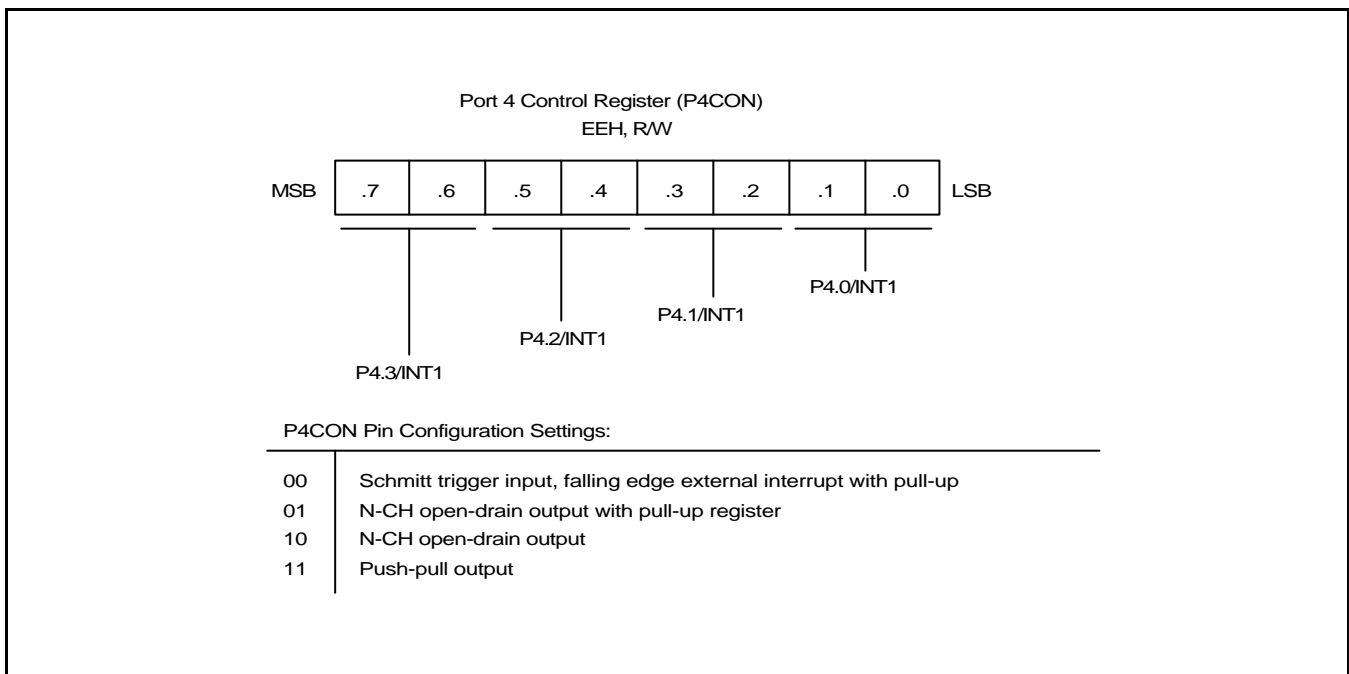 Port 4 Control Register (P4CON)
EEH, R/W
MSB .7 .6 .5 .4 .3 .2 .1 .0 LSB
P4.0/INT1
P4.1/INT1
P4.2/INT1
P4.3/INT1
P4CON Pin Configuration Settings:
00 Schmitt trigger input, falling edge external interrupt with pull-up
01 N-CH open-drain output with pull-up register
10 N-CH open-drain output
11 Push-pull output